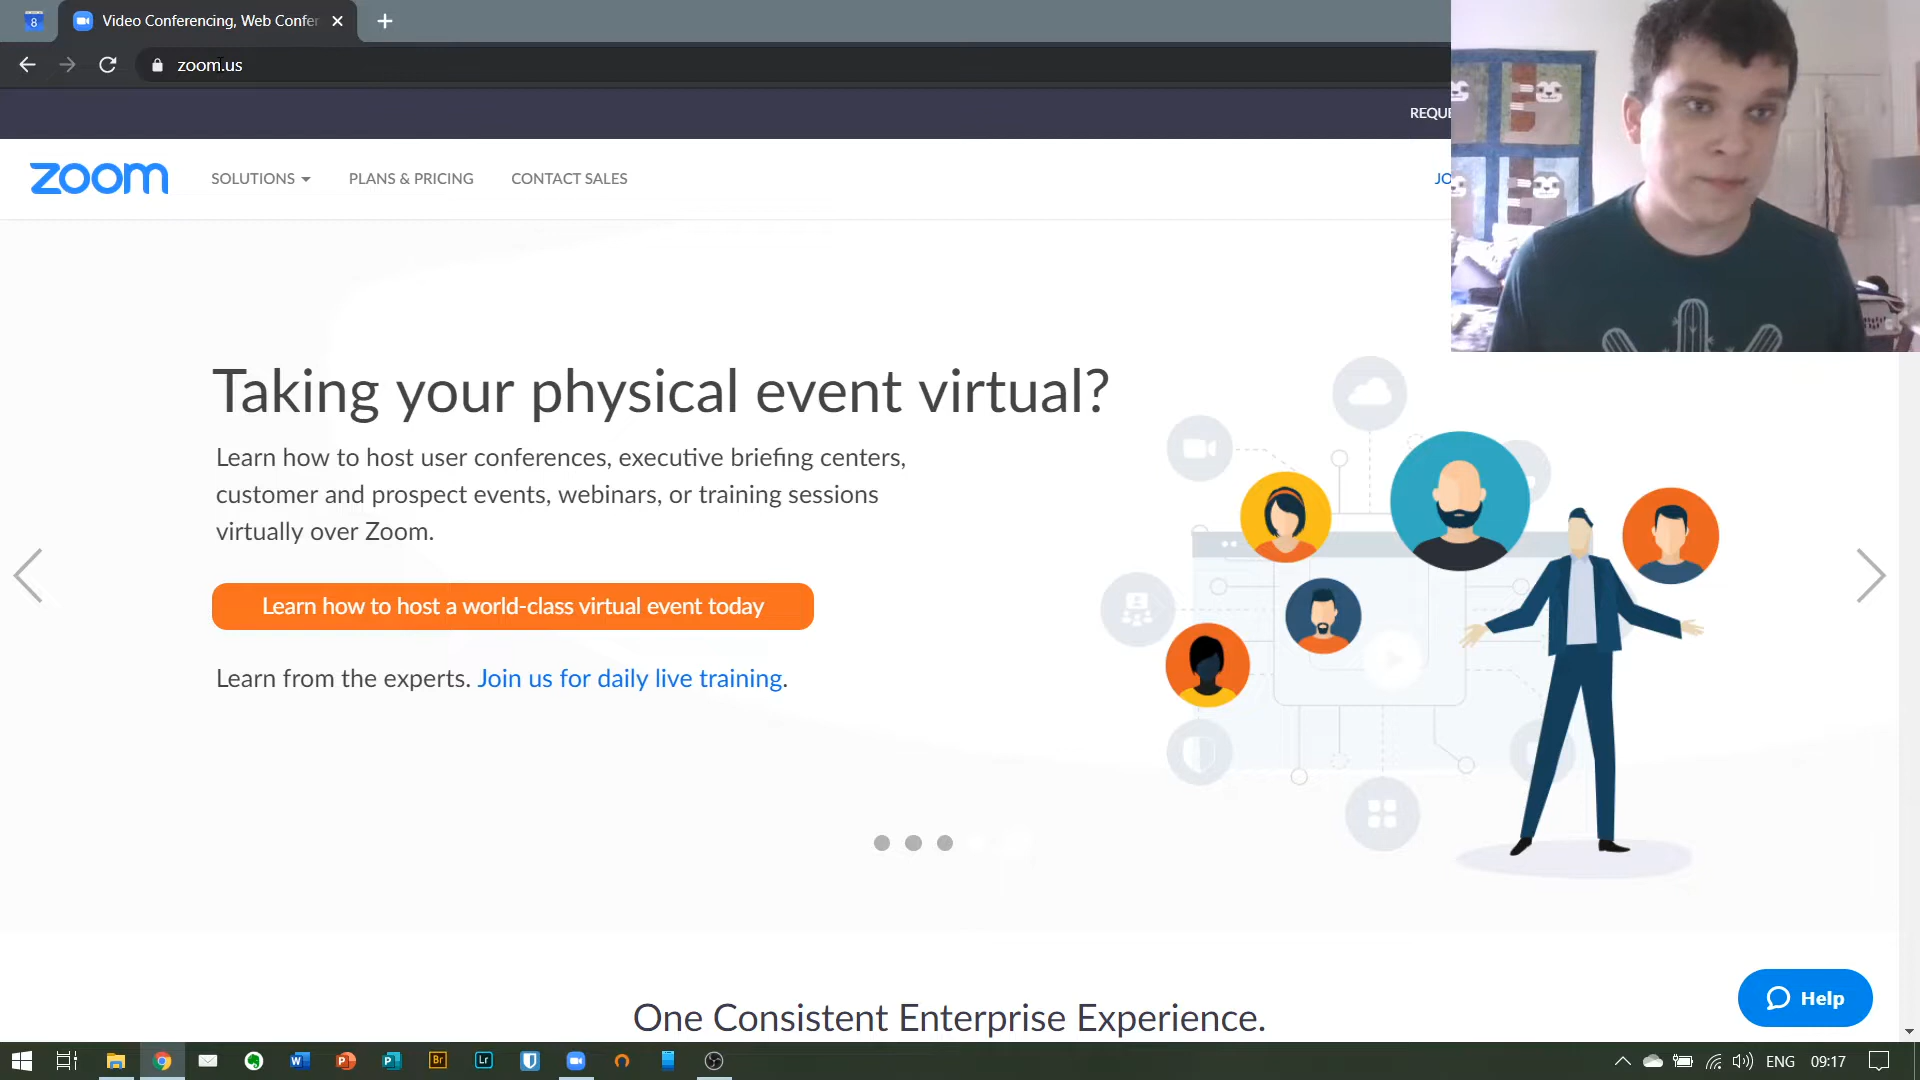 8
Video Conferencing, Web Confer
zoom.us
REQUE
zoom
SOLUTIONS
PLANS & PRICING
CONTACT SALES
JO
Taking your physical event virtual?
Learn how to host user conferences, executive briefing centers,
customer and prospect events, webinars, or training sessions
virtually over Zoom.
Learn how to host a world-class virtual event today
Learn from the experts. Join us for daily live training.
Help
One Consistent Enterprise Experience.
Br
Lr
ENG
09:17